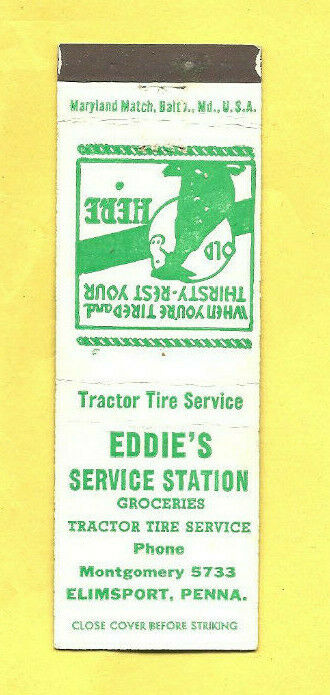 Maryland Match, Balt'o., Md., U.S.A.
WHEN YOU'RE TIRED and
THIRSTY-REST YOUR
OLD
HERE
Tractor Tire Service
EDDIE'S
SERVICE STATION
GROCERIES
TRACTOR TIRE SERVICE
Phone
Montgomery 5733
ELIMSPORT, PENNA.
CLOSE COVER BEFORE STRIKING